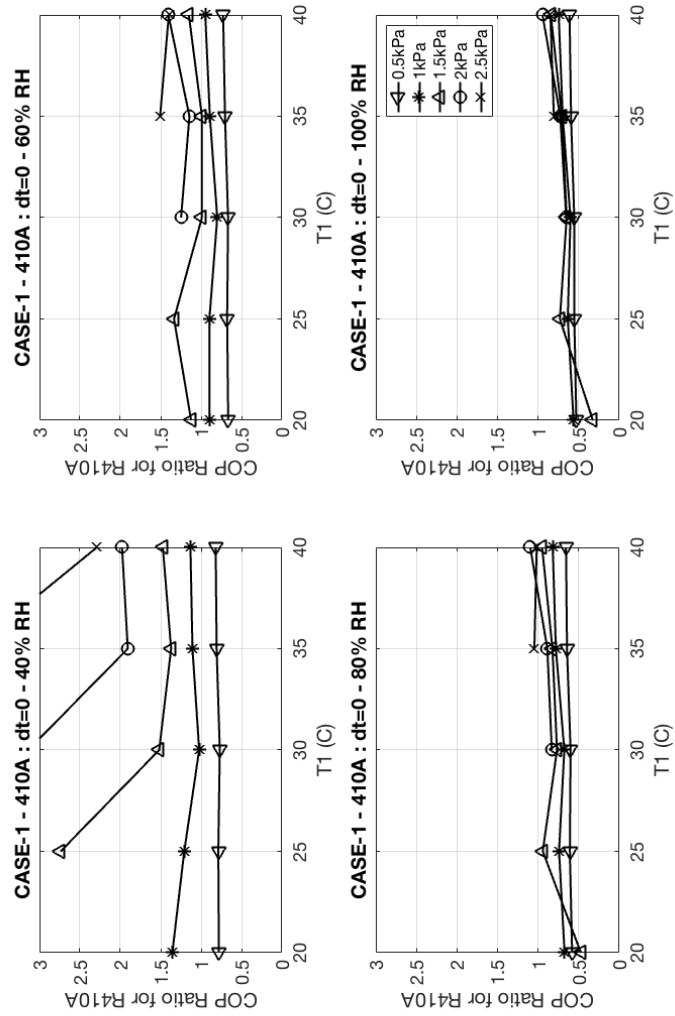 CASE-1 - 410A : dt=0 - 40% RH
COP Ratio for R410A
3
2.5
2
1.5
1
0.5
0
20 25 30 35 40
T1 (C)
CASE-1 - 410A : dt=0 - 60% RH
COP Ratio for R410A
3
2.5
2
1.5
1
0.5
0
20 25 30 35 40
T1 (C)
CASE-1 - 410A : dt=0 - 80% RH
COP Ratio for R410A
3
2.5
2
1.5
1
0.5
0
20 25 30 35 40
T1 (C)
CASE-1 - 410A: dt=0 - 100% RH
COP Ratio for R410A
3
2.5
2
1.5
1
0.5
0
20 25 30 35 40
T1 (C)
0.5kPa
1kPa
1.5kPa
2kPa
2.5kPa